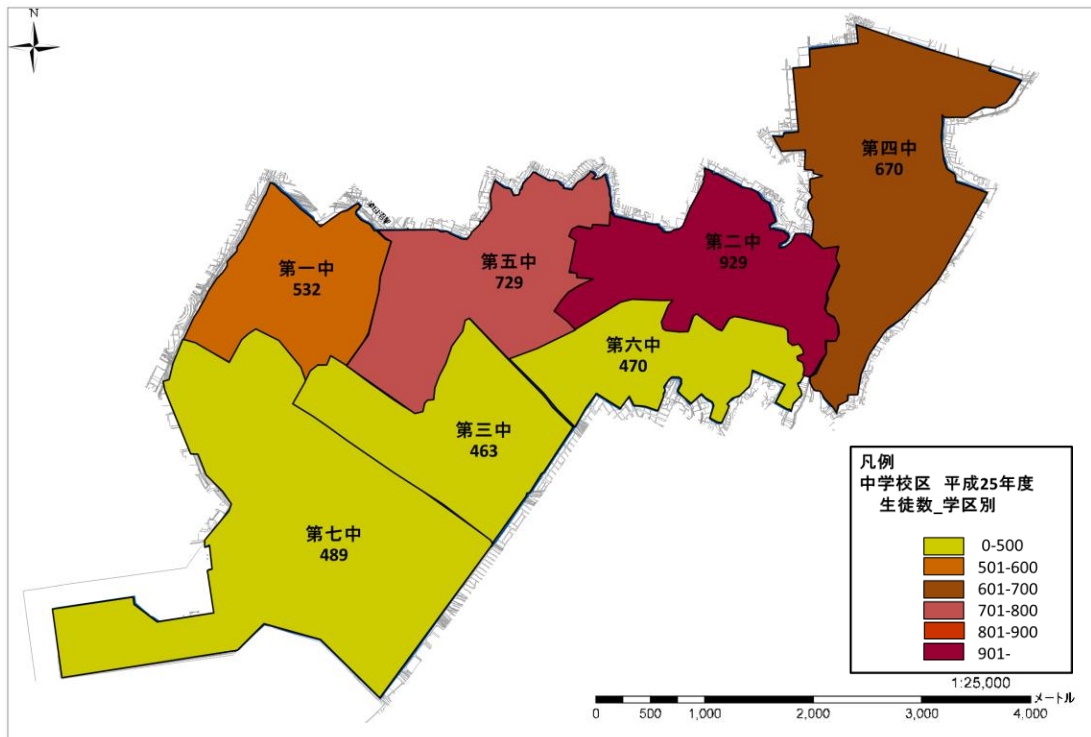 N
第四中
670
第二中
929
第一中
532
第五中
729
第六中
470
第三中
463
第七中
489
凡例
中学校区 平成25年度
生徒数_学区別
0-500
501-600
601-700
701-800
801-900
901-
1:25,000
メートル
0 500 1,000 2,000 3,000 4,000